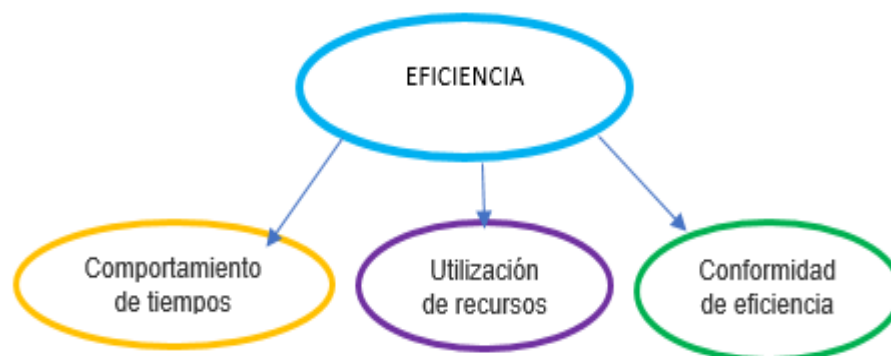 EFICIENCIA
Comportamiento
de tiempos
Utilización
de recursos
Conformidad
de eficiencia